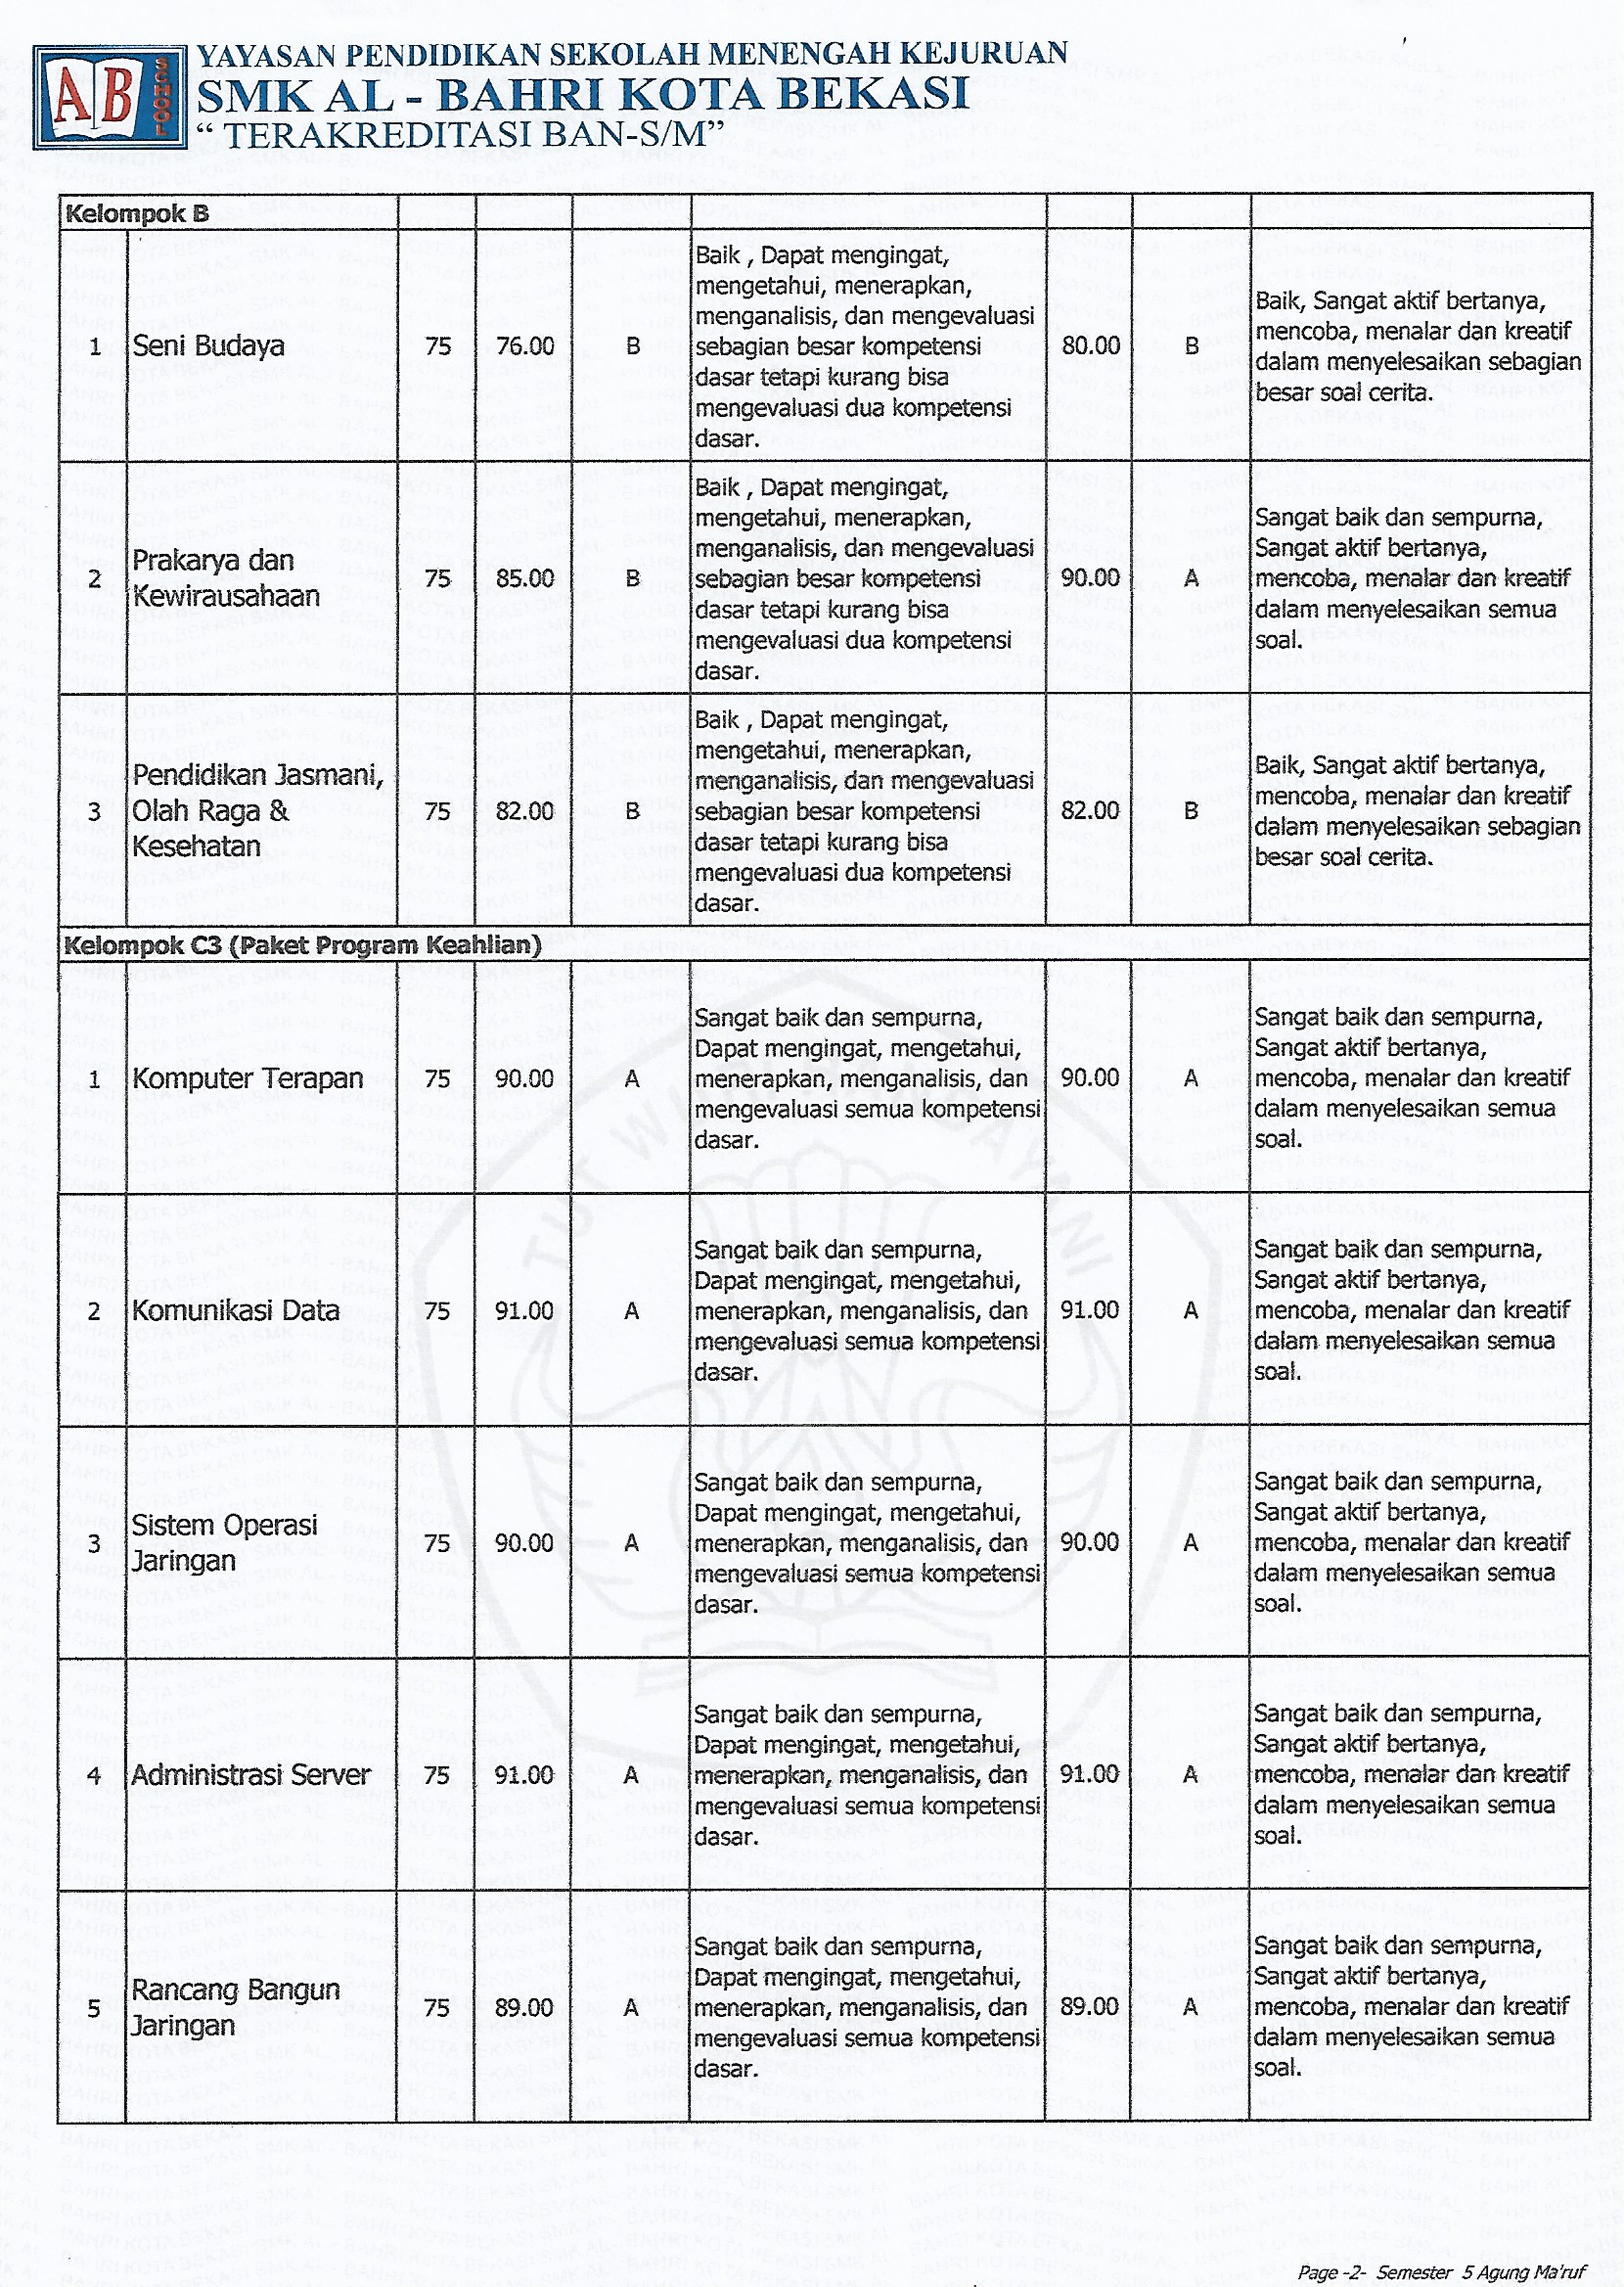 AB
SCHOOL
YAYASAN PENDIDIKAN SEKOLAH MENENGAH KEJURUAN
SMK AL - BAHRI KOTA BEKASI
“ TERAKREDITASI BAN-S/M”
Kelompok B
1 Seni Budaya 75 76.00 B
Baik , Dapat mengingat,
mengetahui, menerapkan,
menganalisis, dan mengevaluasi
sebagian besar kompetensi
dasar tetapi kurang bisa
mengevaluasi dua kompetensi
dasar.
80.00 B
Baik, Sangat aktif bertanya,
mencoba, menalar dan kreatif
dalam menyelesaikan sebagian
besar soal cerita.
2 Prakarya dan
Kewirausahaan
75 85.00 B
Baik , Dapat mengingat,
mengetahui, menerapkan,
menganalisis, dan mengevaluasi
sebagian besar kompetensi
dasar tetapi kurang bisa
mengevaluasi dua kompetensi
dasar.
90.00 A
Sangat baik dan sempurna,
Sangat aktif bertanya,
mencoba, menalar dan kreatif
dalam menyelesaikan semua
soal.
3 Pendidikan Jasmani,
Olah Raga &
Kesehatan
75 82.00 B
Baik , Dapat mengingat,
mengetahui, menerapkan,
menganalisis, dan mengevaluasi
sebagian besar kompetensi
dasar tetapi kurang bisa
mengevaluasi dua kompetensi
dasar.
82.00 B
Baik, Sangat aktif bertanya,
mencoba, menalar dan kreatif
dalam menyelesaikan sebagian
besar soal cerita.
Kelompok C3 (Paket Program Keahlian)
1 Komputer Terapan 75 90.00 A
Sangat baik dan sempurna,
Dapat mengingat, mengetahui,
menerapkan, menganalisis, dan
mengevaluasi semua kompetensi
dasar.
90.00 A
Sangat baik dan sempurna,
Sangat aktif bertanya,
mencoba, menalar dan kreatif
dalam menyelesaikan semua
soal.
2 Komunikasi Data 75 91.00 A
Sangat baik dan sempurna,
Dapat mengingat, mengetahui,
menerapkan, menganalisis, dan
mengevaluasi semua kompetensi
dasar.
91.00 A
Sangat baik dan sempurna,
Sangat aktif bertanya,
mencoba, menalar dan kreatif
dalam menyelesaikan semua
soal.
3 Sistem Operasi
Jaringan
75 90.00 A
Sangat baik dan sempurna,
Dapat mengingat, mengetahui,
menerapkan, menganalisis, dan
mengevaluasi semua kompetensi
dasar.
90.00 A
Sangat baik dan sempurna,
Sangat aktif bertanya,
mencoba, menalar dan kreatif
dalam menyelesaikan semua
soal.
4 Administrasi Server 75 91.00 A
Sangat baik dan sempurna,
Dapat mengingat, mengetahui,
menerapkan, menganalisis, dan
mengevaluasi semua kompetensi
dasar.
91.00 A
Sangat baik dan sempurna,
Sangat aktif bertanya,
mencoba, menalar dan kreatif
dalam menyelesaikan semua
soal.
5 Rancang Bangun
Jaringan
75 89.00 A
Sangat baik dan sempurna,
Dapat mengingat, mengetahui,
menerapkan, menganalisis, dan
mengevaluasi semua kompetensi
dasar.
89.00 A
Sangat baik dan sempurna,
Sangat aktif bertanya,
mencoba, menalar dan kreatif
dalam menyelesaikan semua
soal.
TUT WURI HANDAYANI
Page -2- Semester 5 Agung Ma'ruf